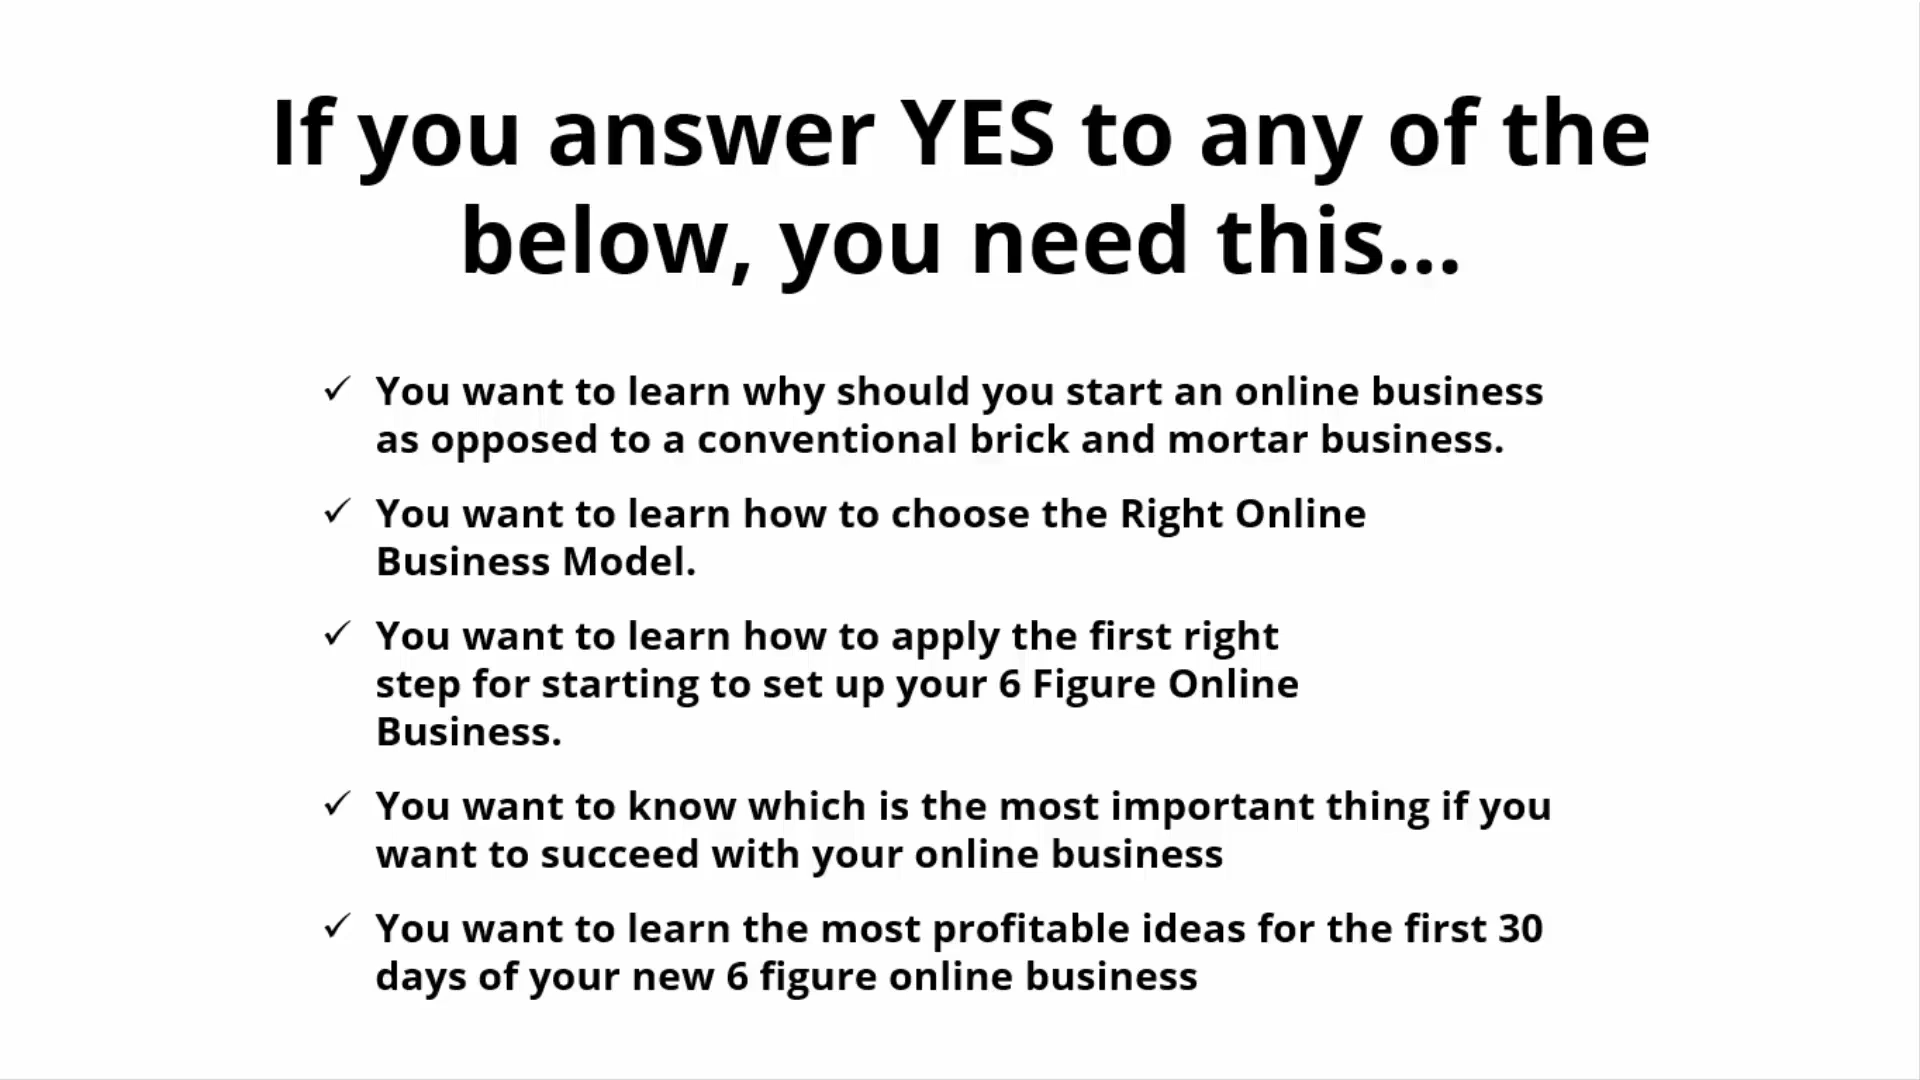 If you answer YES to any of the
below, you need this...
✓ You want to learn why should you start an online business
as opposed to a conventional brick and mortar business.
✓ You want to learn how to choose the Right Online
Business Model.
✓ You want to learn how to apply the first right
step for starting to set up your 6 Figure Online
Business.
✓ You want to know which is the most important thing if you
want to succeed with your online business
✓ You want to learn the most profitable ideas for the first 30
days of your new 6 figure online business